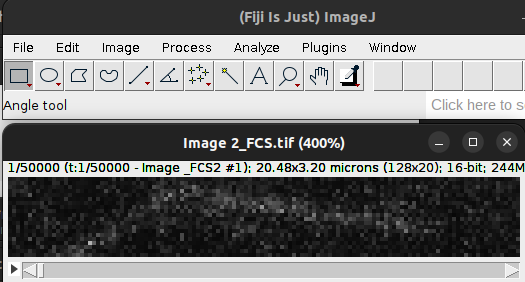 (Fiji Is Just) ImageJ
File Edit Image Process Analyze Plugins Window
A
Angle tool
Click here to s
Image 2_FCS.tif (400%)
1/50000 (t:1/50000 - Image _FCS2 #1); 20.48x3.20 microns (128x20); 16-bit; 244M